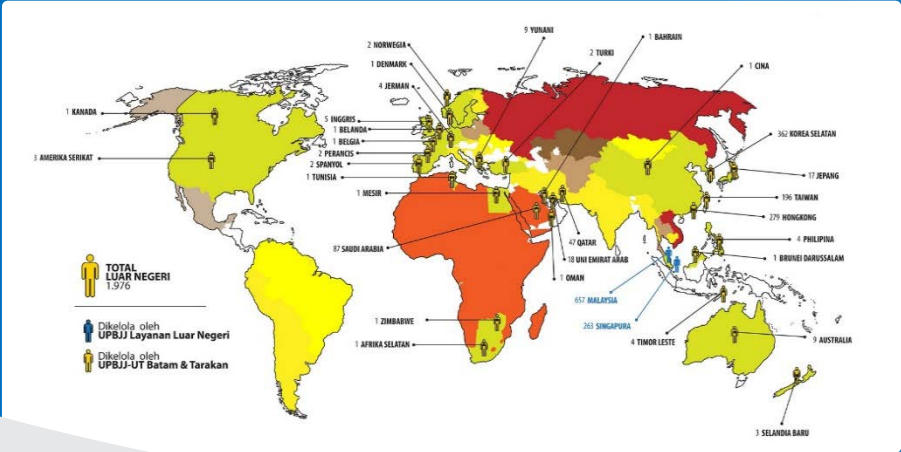 9 YUNANI
1 BAHRAIN
2 NORWEGIA
2 TURKI
1 DENMARK
1 CINA
4 JERMAN
1 KANADA
5 INGGRIS
1 BELANDA
362 KOREA SELATAN
1 BELGIA
2 PERANCIS
3 AMERIKA SERIKAT
2 SPANYOL
1 TUNISIA
17 JEPANG
1 MESIR
196 TAIWAN
279 HONGKONG
87 SAUDI ARABIA
47 QATAR
4 PHILIPINA
18 UNI EMIRAT ARAB
1 BRUNEI DARUSSALAM
1 OMAN
TOTAL
LUAR NEGERI
1.976
657 MALAYSIA
263 SINGAPURA
1 ZIMBABWE
Dikelola oleh
UPBJJ Layanan Luar Negeri
4 TIMOR LESTE
9 AUSTRALIA
1 AFRIKA SELATAN
Dikelola oleh
UPBJJ-UT Batam & Tarakan
3 SELANDIA BARU